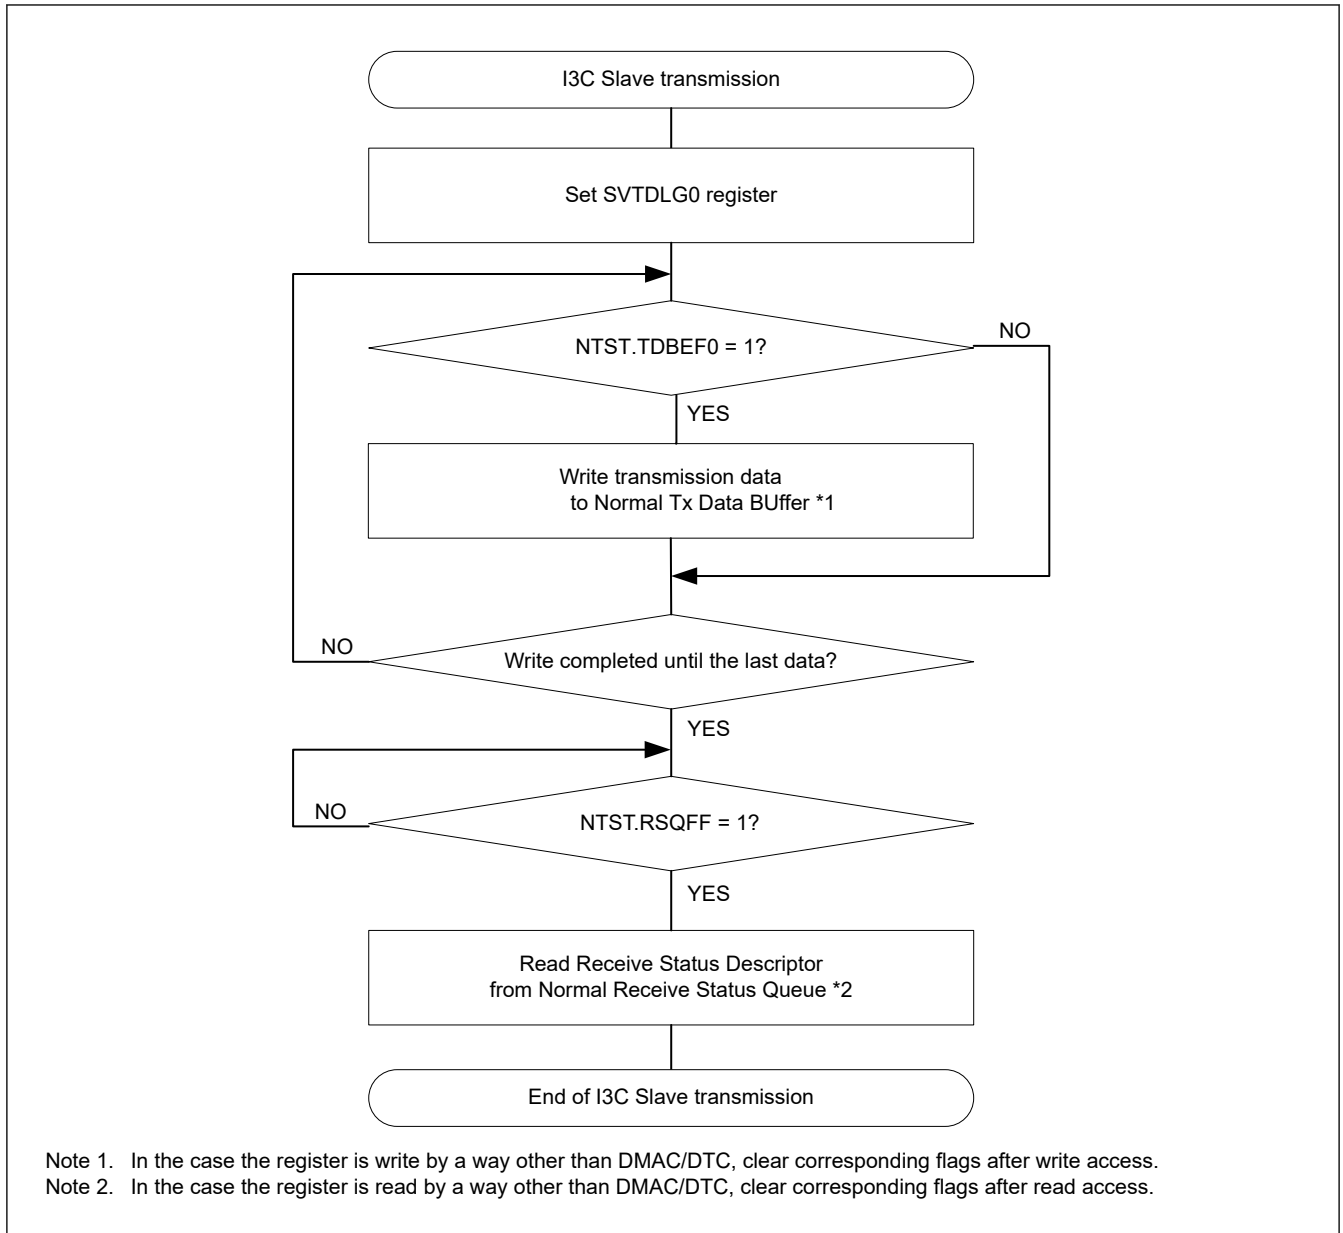 I3C Slave transmission
Set SVTDLG0 register
NTST.TDBEF0 = 1?
NO
YES
Write transmission data
to Normal Tx Data BUffer *1
NO
Write completed until the last data?
YES
NO
NTST.RSQFF = 1?
YES
Read Receive Status Descriptor
from Normal Receive Status Queue *2
End of I3C Slave transmission
Note 1. In the case the register is write by a way other than DMAC/DTC, clear corresponding flags after write access.
Note 2. In the case the register is read by a way other than DMAC/DTC, clear corresponding flags after read access.